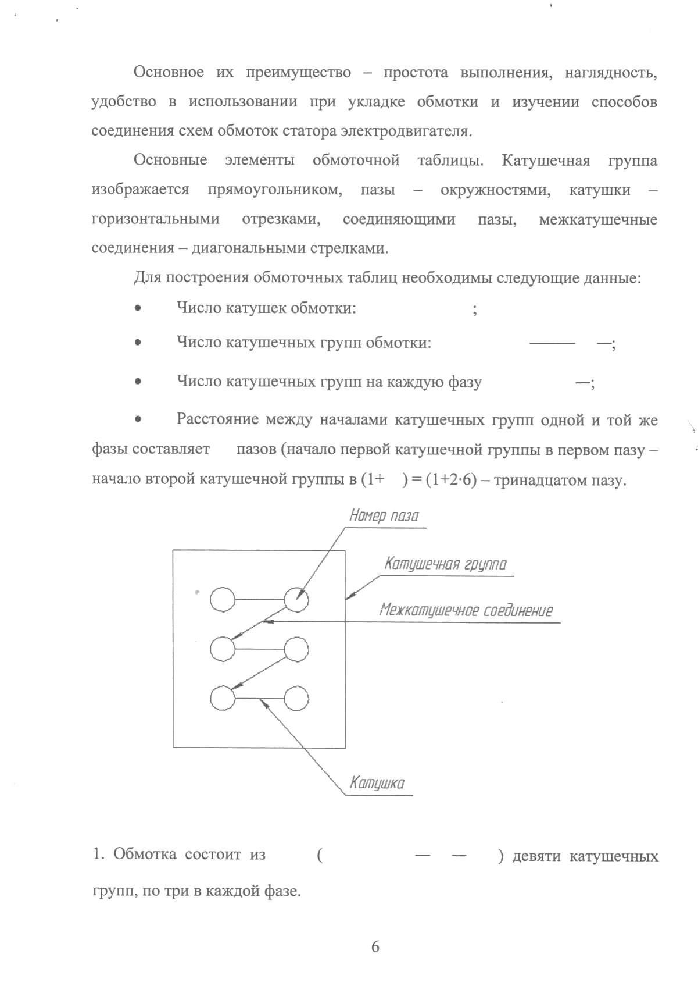 Основное их преимущество – простота выполнения, наглядность,
удобство в использовании при укладке обмотки и изучении способов
соединения схем обмоток статора электродвигателя.
Основные элементы обмоточной таблицы. Катушечная группа
изображается прямоугольником, пазы – окружностями, катушки –
горизонтальными отрезками, соединяющими пазы, межкатушечные
соединения – диагональными стрелками.
Для построения обмоточных таблиц необходимы следующие данные:
• Число катушек обмотки: ;
• Число катушечных групп обмотки: —— —;
• Число катушечных групп на каждую фазу —;
• Расстояние между началами катушечных групп одной и той же
фазы составляет пазов (начало первой катушечной группы в первом пазу –
начало второй катушечной группы в (1+ ) = (1+2·6) – тринадцатом пазу.
Номер паза
Катушечная группа
Межкатушечное соединение
Катушка
1. Обмотка состоит из ( — — ) девяти катушечных
групп, по три в каждой фазе.
6